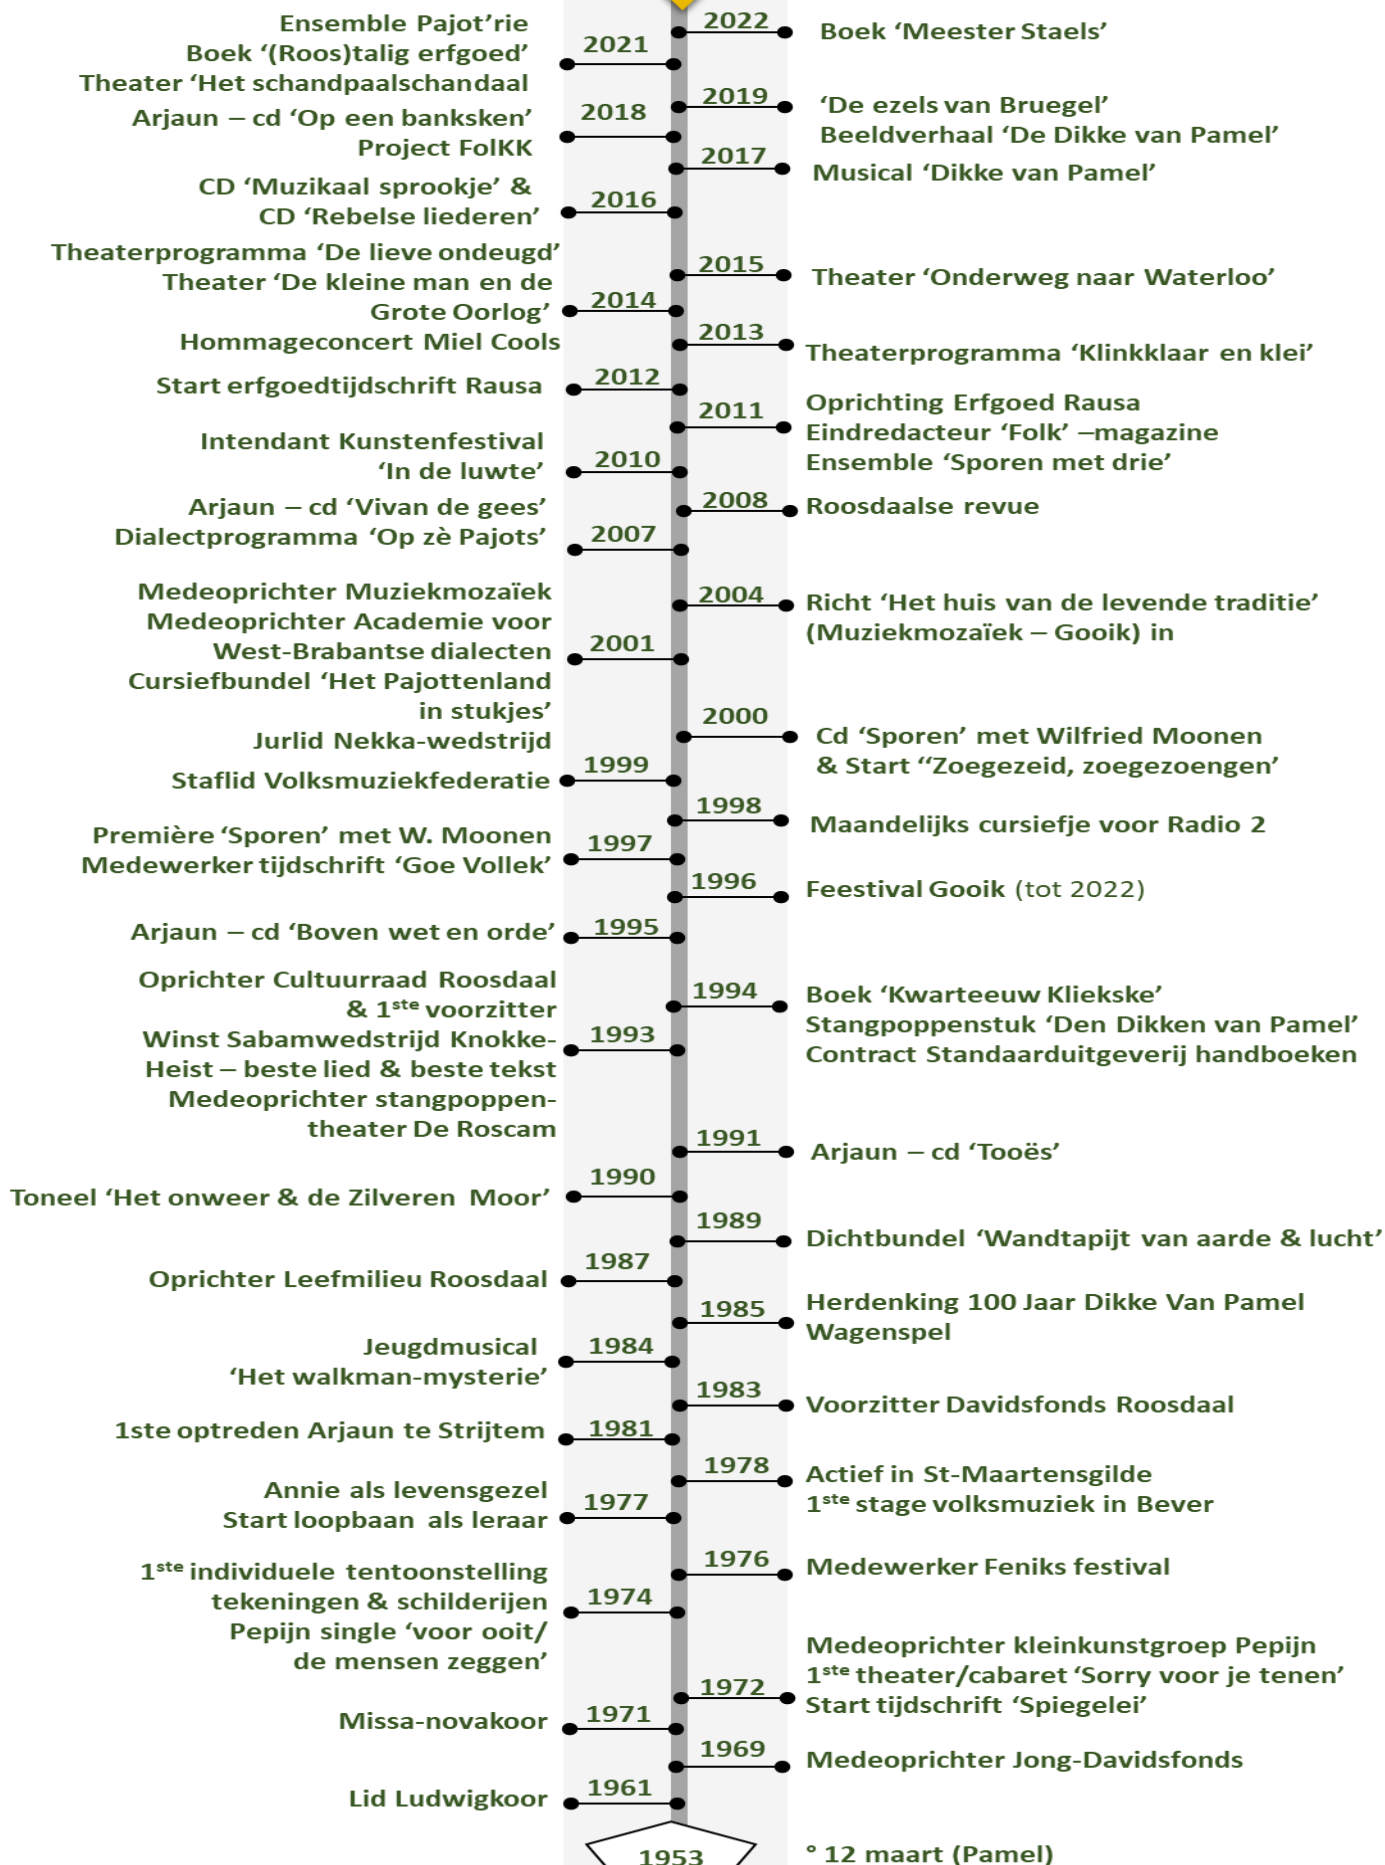 2022
Boek ‘Meester Staels’
Ensemble Pajot’rie
Boek ‘(Roos)talig erfgoed’
Theater ‘Het schandpaalschandaal
2021
2019
‘De ezels van Bruegel’
Beeldverhaal ‘De Dikke van Pamel’
Arjaun – cd ‘Op een banksken’
Project FolKK
2018
2017
Musical ‘Dikke van Pamel’
CD ‘Muzikaal sprookje’ &
CD ‘Rebelse liederen’
2016
2015
Theater ‘Onderweg naar Waterloo’
Theaterprogramma ‘De lieve ondeugd’
Theater ‘De kleine man en de
Grote Oorlog’
Hommageconcert Miel Cools
2014
2013
Theaterprogramma ‘Klinkklaar en klei’
Start erfgoedtijdschrift Rausa
2012
2011
Oprichting Erfgoed Rausa
Eindredacteur ‘Folk’ –magazine
Ensemble ‘Sporen met drie’
Intendant Kunstenfestival
‘In de luwte’
2010
2008
Roosdaalse revue
Arjaun – cd ‘Vivan de gees’
Dialectprogramma ‘Op zè Pajots’
2007
2004
Richt ‘Het huis van de levende traditie’
(Muziekmozaïek – Gooik) in
Medeoprichter Muziekmozaïek
Medeoprichter Academie voor
West-Brabantse dialecten
Cursiefbundel ‘Het Pajottenland
in stukjes’
Jurlid Nekka-wedstrijd
2001
2000
Cd ‘Sporen’ met Wilfried Moonen
& Start “Zoegezeid, zoegezoengen’
Staflid Volksmuziekfederatie
1999
1998
Maandelijks cursiefje voor Radio 2
Première ‘Sporen’ met W. Moonen
Medewerker tijdschrift ‘Goe Vollek’
1997
1996
Feestival Gooik (tot 2022)
Arjaun – cd ‘Boven wet en orde’
1995
1994
Boek ‘Kwarteeuw Kliekske’
Stangpoppenstuk ‘Den Dikken van Pamel’
Contract Standaarduitgeverij handboeken
Oprichter Cultuurraad Roosdaal
& 1ste voorzitter
Winst Sabamwedstrijd Knokke-
Heist – beste lied & beste tekst
Medeoprichter stangpoppen-
theater De Roscam
1993
1991
Arjaun – cd ‘Tooës’
Toneel ‘Het onweer & de Zilveren Moor’
1990
1989
Dichtbundel ‘Wandtapijt van aarde & lucht’
Oprichter Leefmilieu Roosdaal
1987
1985
Herdenking 100 Jaar Dikke Van Pamel
Wagenspel
Jeugdmusical
‘Het walkman-mysterie’
1984
1983
Voorzitter Davidsfonds Roosdaal
1ste optreden Arjaun te Strijtem
1981
1978
Actief in St-Maartensgilde
1ste stage volksmuziek in Bever
Annie als levensgezel
Start loopbaan als leraar
1977
1976
Medewerker Feniks festival
1ste individuele tentoonstelling
tekeningen & schilderijen
Pepijn single ‘voor ooit/
de mensen zeggen’
1974
1972
Medeoprichter kleinkunstgroep Pepijn
1ste theater/cabaret ‘Sorry voor je tenen’
Start tijdschrift ‘Spiegelei’
Missa-novakoor
1971
1969
Medeoprichter Jong-Davidsfonds
Lid Ludwigkoor
1961
1953
° 12 maart (Pamel)